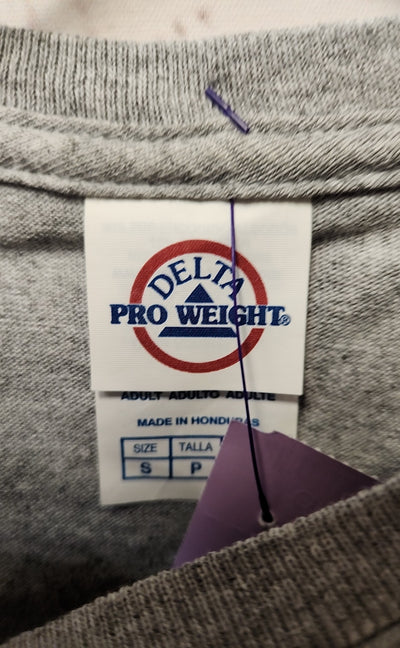 DELTA
PRO WEIGHT®
ADULT ADULTO ADULTE
MADE IN HONDURAS
SIZE TALLA
S P